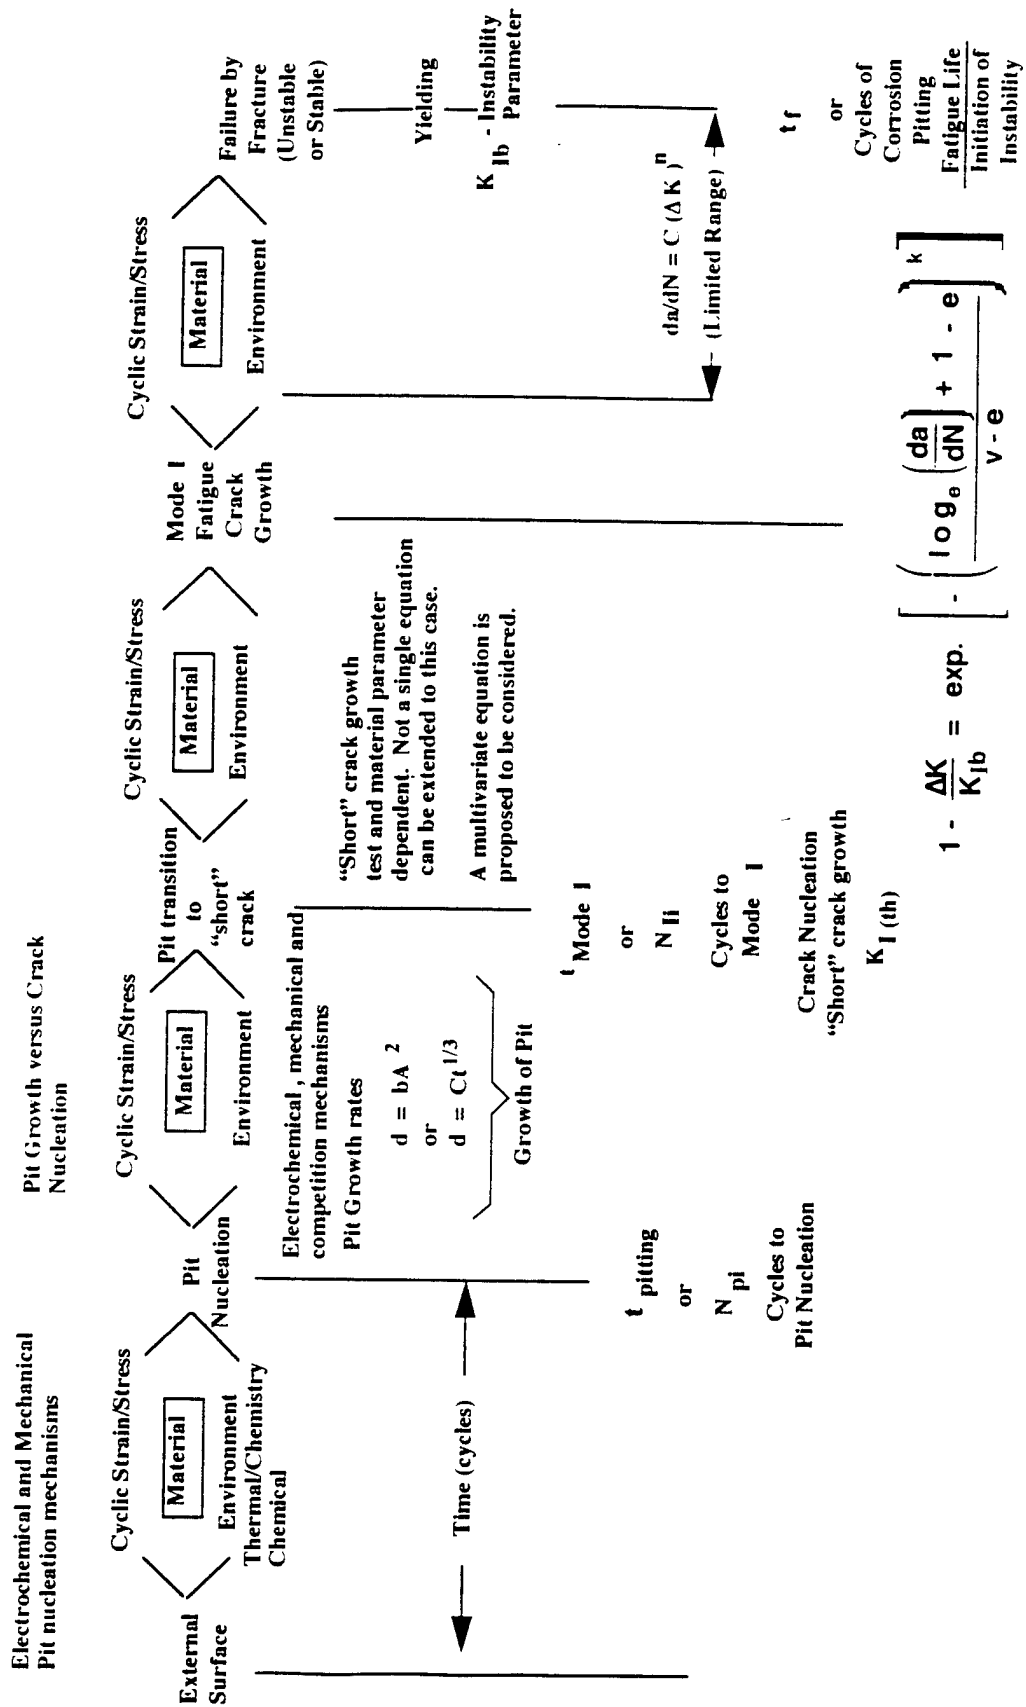 Electrochemical and Mechanical
Pit nucleation mechanisms
Pit Growth versus Crack
Nucleation
External
Surface
Cyclic Strain/Stress
Material
Environment
Thermal/Chemistry
Chemical
Pit
Nucleation
Cyclic Strain/Stress
Material
Environment
Pit transition
to
“short”
crack
Cyclic Strain/Stress
Material
Environment
Mode I
Fatigue
Crack
Growth
Cyclic Strain/Stress
Material
Environment
Failure by
Fracture
(Unstable
or Stable)
Yielding
K Ib - Instability
Parameter
Time (cycles)
Electrochemical , mechanical and
competition mechanisms
Pit Growth rates
d = bA 2
or
d = Ct 1/3
Growth of Pit
“Short” crack growth
test and material parameter
dependent. Not a single equation
can be extended to this case.
A multivariate equation is
proposed to be considered.
da/dN = C (Δ K ) n
(Limited Range)
t pitting
or
N pi
Cycles to
Pit Nucleation
t Mode I
or
N Ii
Cycles to
Mode I
Crack Nucleation
“Short” crack growth
K I (th)
t f
or
Cycles of
Corrosion
Pitting
Fatigue Life
Initiation of
Instability
1 - ΔK / K Ib = exp. [ - ( log e ( da / dN ) + 1 - e / v - e ) k ]